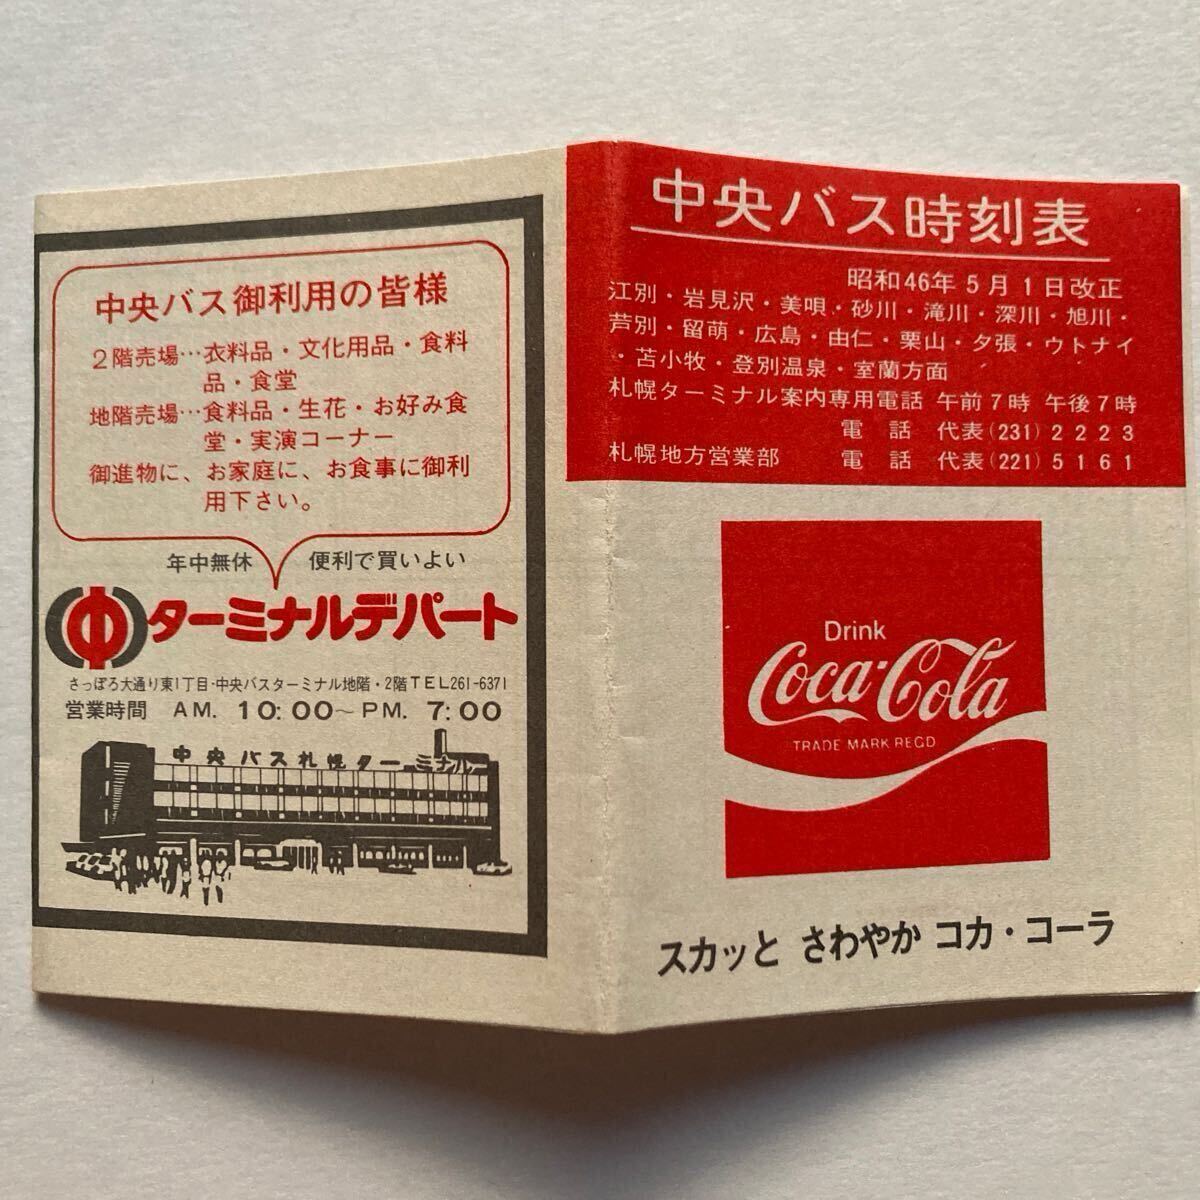 中央バス御利用の皆様
2階売場…衣料品・文化用品・食料
品・食堂
地階売場…食料品・生花・お好み食
堂・実演コーナー
御進物に、お家庭に、お食事に御利
用下さい。
年中無休 便利で買いよい
中 ターミナルデパート
さっぽろ大通り東1丁目・中央バスターミナル地階・2階TEL261-6371
営業時間 AM. 10:00~PM. 7:00
中央バス札幌ターミナル
中央バス時刻表
昭和46年5月1日改正
江別・岩見沢・美唄・砂川・滝川・深川・旭川・
芦別・留萌・広島・由仁・栗山・夕張・ウトナイ
・苫小牧・登別温泉・室蘭方面
札幌ターミナル案内専用電話 午前7時 午後7時
電話 代表(231)2223
札幌地方営業部 電話 代表(221)5161
Drink
Coca-Cola
TRADE MARK REGD
スカッと さわやか コカ・コーラ